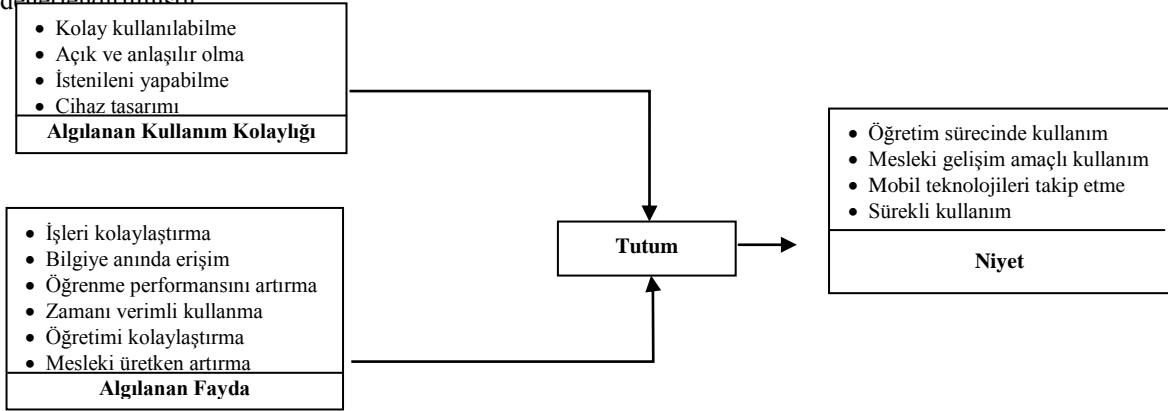 • Kolay kullanılabilme
• Açık ve anlaşılır olma
• İstenileni yapabilme
• Cihaz tasarımı
Algılanan Kullanım Kolaylığı
• İşleri kolaylaştırma
• Bilgiye anında erişim
• Öğrenme performansını artırma
• Zamanı verimli kullanma
• Öğretimi kolaylaştırma
• Mesleki üretken artırma
Algılanan Fayda
Tutum
• Öğretim sürecinde kullanım
• Mesleki gelişim amaçlı kullanım
• Mobil teknolojileri takip etme
• Sürekli kullanım
Niyet